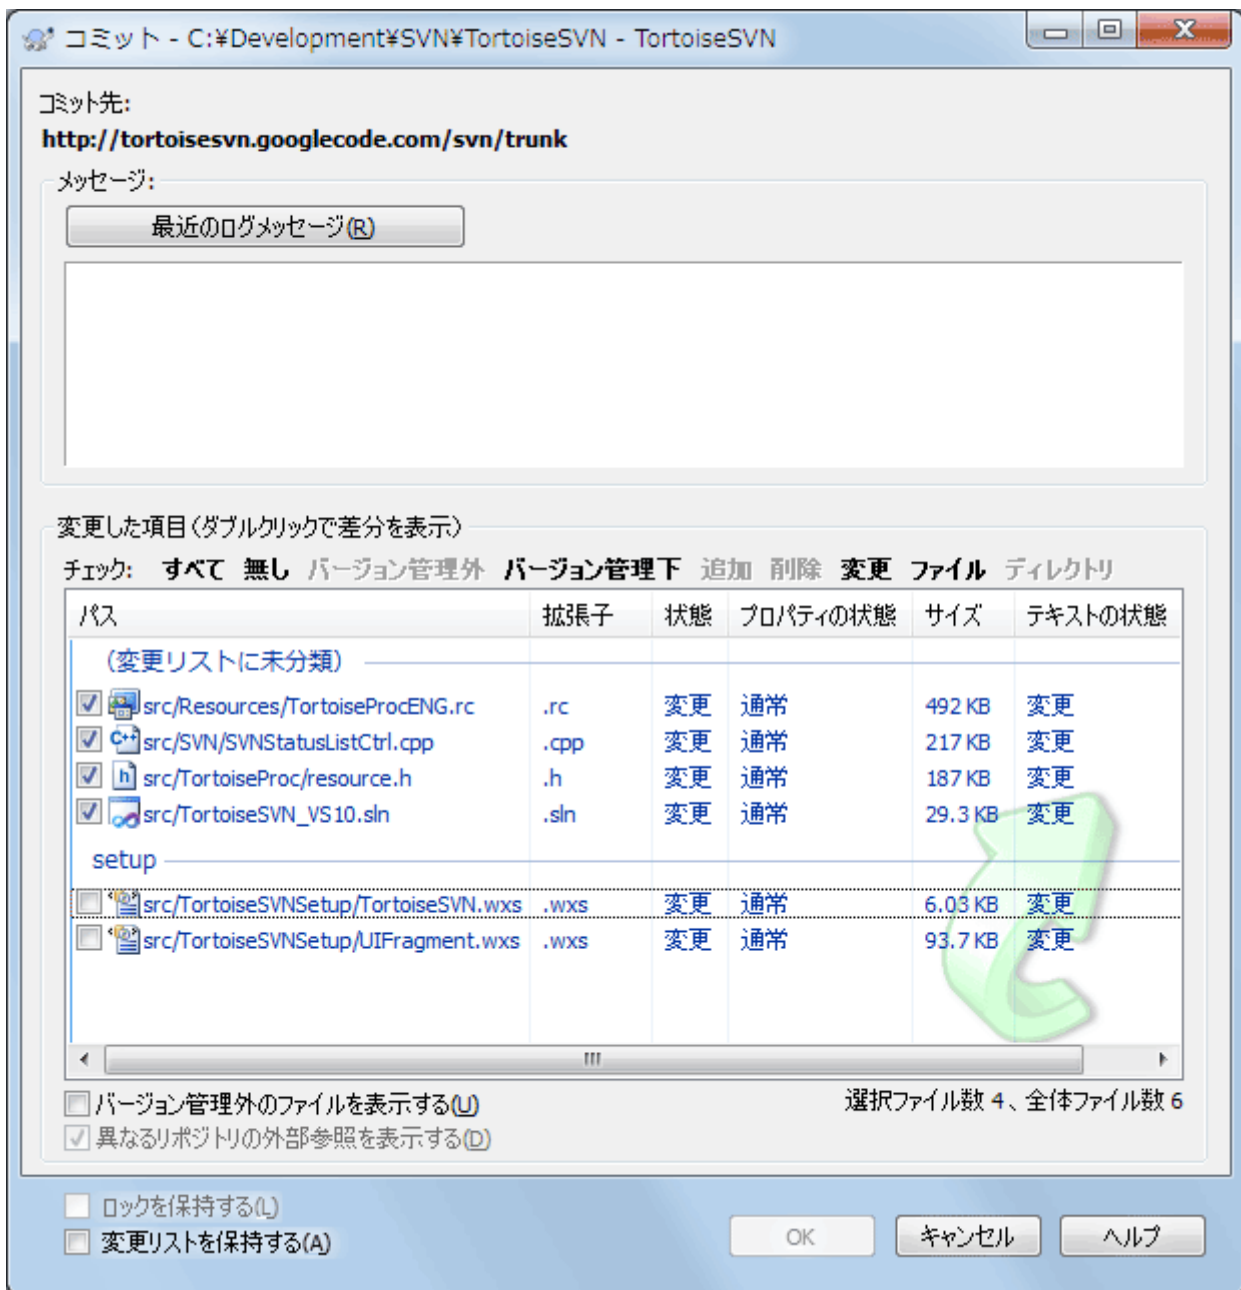 コミット - C:¥Development¥SVN¥TortoiseSVN - TortoiseSVN
コミット先:
http://tortoisesvn.googlecode.com/svn/trunk
メッセージ:
最近のログメッセージ(R)
変更した項目(ダブルクリックで差分を表示)
チェック: すべて 無し バージョン管理外 バージョン管理下 追加 削除 変更 ファイル ディレクトリ
パス 拡張子 状態 プロパティの状態 サイズ テキストの状態
(変更リストに未分類)
src/Resources/TortoiseProcENG.rc .rc 変更 通常 492 KB 変更
src/SVN/SVNStatusListCtrl.cpp .cpp 変更 通常 217 KB 変更
src/TortoiseProc/resource.h .h 変更 通常 187 KB 変更
src/TortoiseSVN_VS10.sln .sln 変更 通常 29.3 KB 変更
setup
src/TortoiseSVNSetup/TortoiseSVN.wxs .wxs 変更 通常 6.03 KB 変更
src/TortoiseSVNSetup/UIFragment.wxs .wxs 変更 通常 93.7 KB 変更
バージョン管理外のファイルを表示する(U) 選択ファイル数 4、全体ファイル数 6
異なるリポジトリの外部参照を表示する(D)
ロックを保持する(L)
変更リストを保持する(A) OK キャンセル ヘルプ